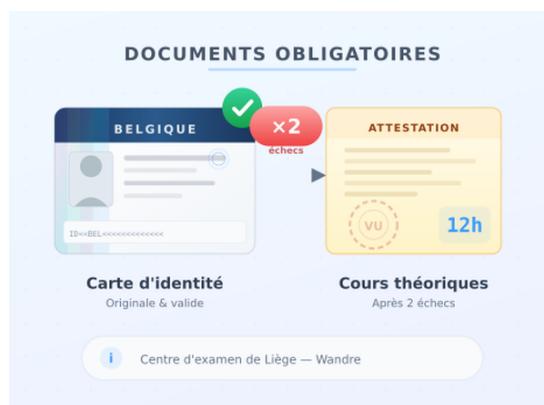 DOCUMENTS OBLIGATOIRES
BELGIQUE
×2
échecs
ATTESTATION
ID<<BEL<<<<<<<<<<<<<
VU
12h
Carte d'identité
Originale & valide
Cours théoriques
Après 2 échecs
i
Centre d'examen de Liège — Wandre